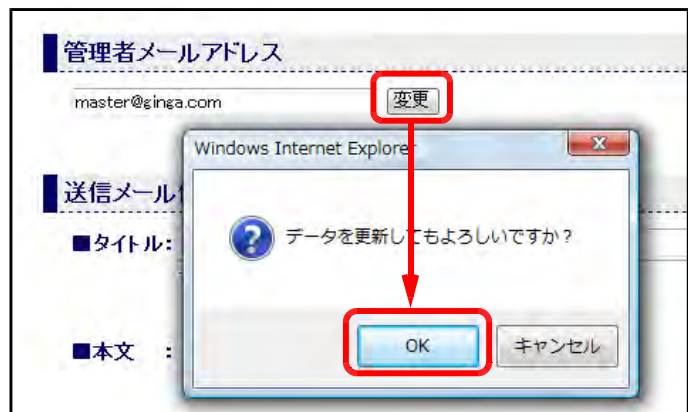 管理者メールアドレス
master@ginga.com
変更
Windows Internet Explorer
送信メール
データを更新してもよろしいですか？
■タイトル:
OK
キャンセル
■本文 :